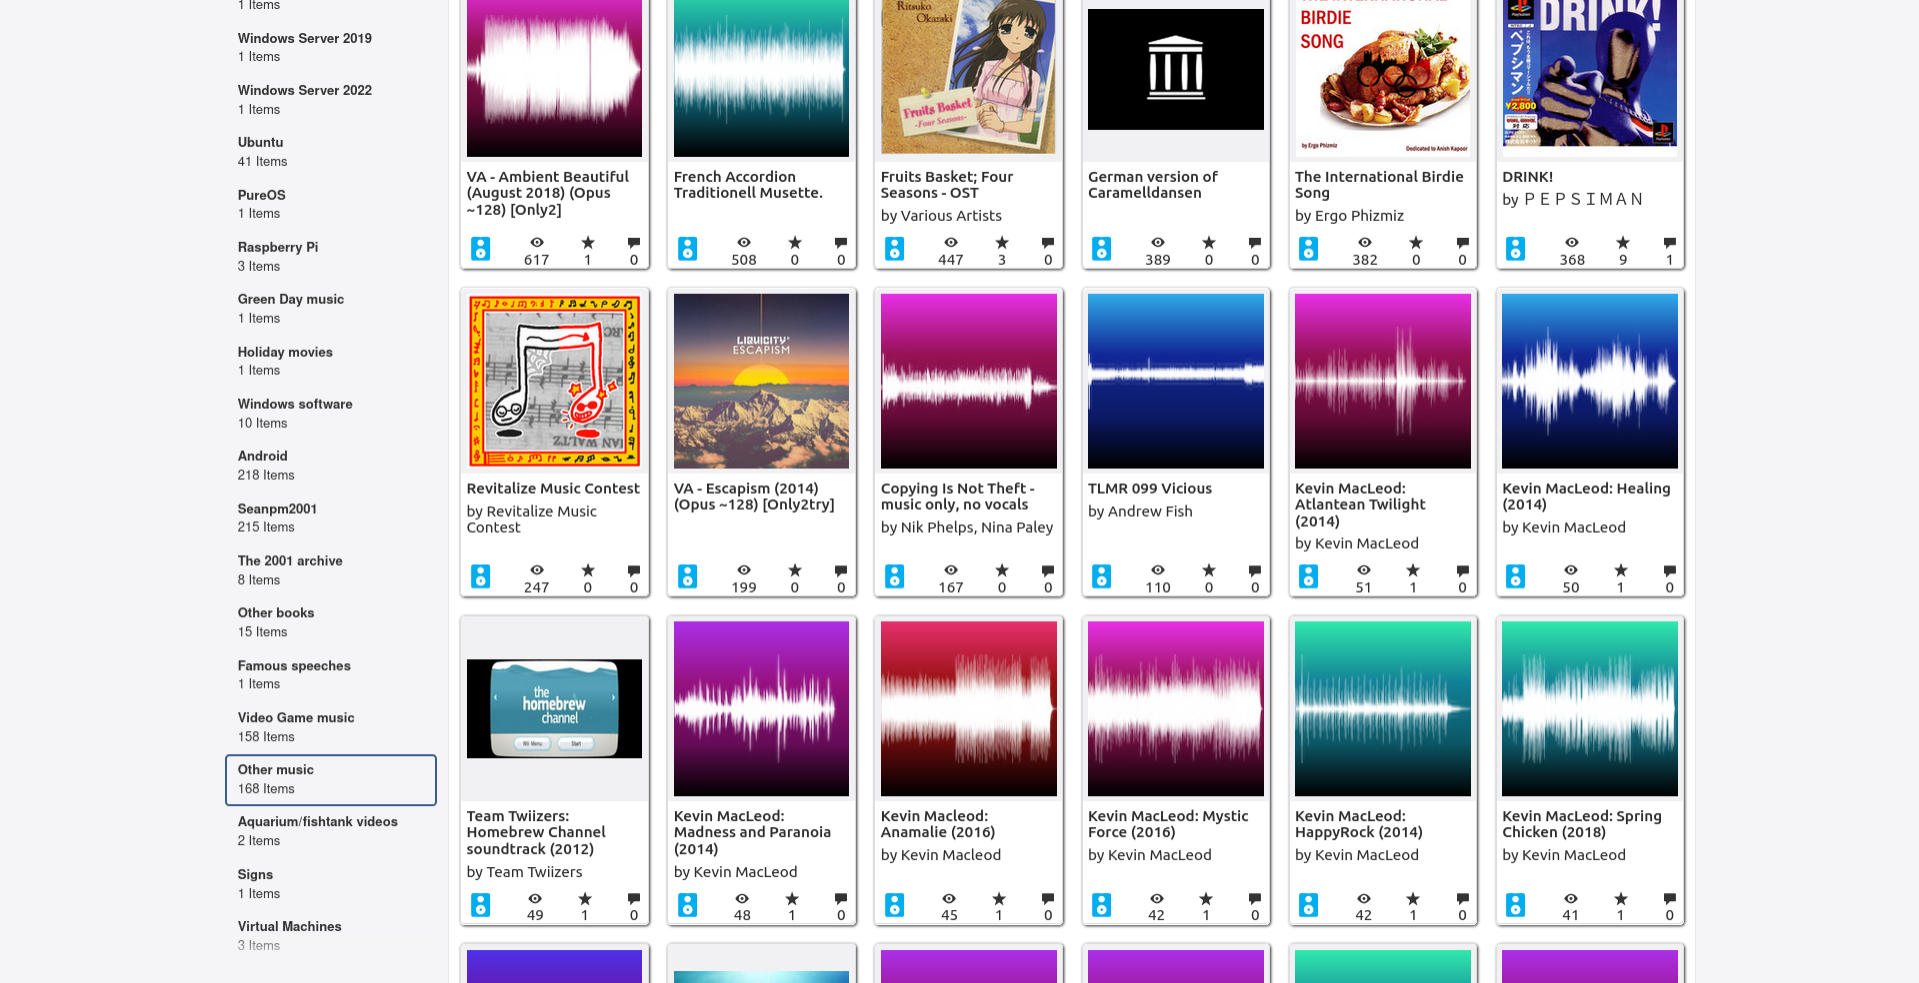 1 Items
Windows Server 2019
1 Items
Windows Server 2022
1 Items
Ubuntu
41 Items
PureOS
1 Items
Raspberry Pi
3 Items
Green Day music
1 Items
Holiday movies
1 Items
Windows software
10 Items
Android
218 Items
Seanpm2001
215 Items
The 2001 archive
8 Items
Other books
15 Items
Famous speeches
1 Items
Video Game music
158 Items
Other music
168 Items
Aquarium/fishtank videos
2 Items
Signs
1 Items
Virtual Machines
3 Items
VA - Ambient Beautiful
(August 2018) (Opus
~128) [Only2]
617 1 0
French Accordion
Traditionell Musette.
508 0 0
Ritsuko
Okazaki
Fruits Basket
-Four Seasons-
Fruits Basket; Four
Seasons - OST
by Various Artists
447 3 0
German version of
Caramelldansen
389 0 0
BIRDIE
SONG
by Ergo Phizmiz
Dedicated to Anish Kapoor
The International Birdie
Song
by Ergo Phizmiz
382 0 0
DRINK!
PlayStation
ペプシマン
¥2,800
DRINK!
by ＰＥＰＳＩＭＡＮ
368 9 1
Revitalize Music Contest
by Revitalize Music
Contest
247 0 0
LIQUICITY
ESCAPISM
VA - Escapism (2014)
(Opus ~128) [Only2try]
199 0 0
Copying Is Not Theft -
music only, no vocals
by Nik Phelps, Nina Paley
167 0 0
TLMR 099 Vicious
by Andrew Fish
110 0 0
Kevin MacLeod:
Atlantean Twilight
(2014)
by Kevin MacLeod
51 1 0
Kevin MacLeod: Healing
(2014)
by Kevin MacLeod
50 1 0
the
homebrew
channel
Wii Menu
Start
Team Twiizers:
Homebrew Channel
soundtrack (2012)
by Team Twiizers
49 1 0
Kevin MacLeod:
Madness and Paranoia
(2014)
by Kevin MacLeod
48 1 0
Kevin Macleod:
Anamalie (2016)
by Kevin Macleod
45 1 0
Kevin MacLeod: Mystic
Force (2016)
by Kevin MacLeod
42 1 0
Kevin MacLeod:
HappyRock (2014)
by Kevin MacLeod
42 1 0
Kevin MacLeod: Spring
Chicken (2018)
by Kevin MacLeod
41 1 0